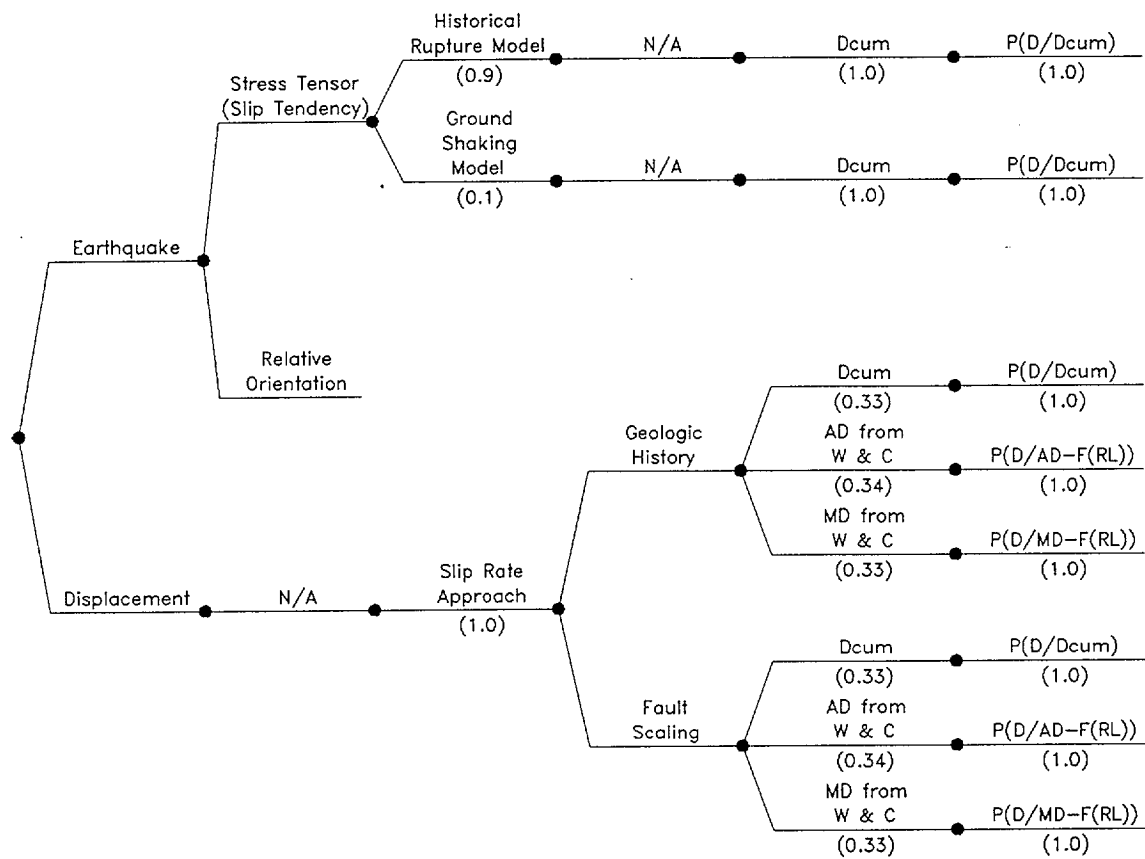 Historical
Rupture Model
(0.9)
N/A
Dcum
(1.0)
P(D/Dcum)
(1.0)
Stress Tensor
(Slip Tendency)
Ground
Shaking
Model
(0.1)
N/A
Dcum
(1.0)
P(D/Dcum)
(1.0)
Earthquake
Relative
Orientation
Dcum
(0.33)
P(D/Dcum)
(1.0)
Geologic
History
AD from
W & C
(0.34)
P(D/AD-F(RL))
(1.0)
MD from
W & C
(0.33)
P(D/MD-F(RL))
(1.0)
Displacement
N/A
Slip Rate
Approach
(1.0)
Dcum
(0.33)
P(D/Dcum)
(1.0)
Fault
Scaling
AD from
W & C
(0.34)
P(D/AD-F(RL))
(1.0)
MD from
W & C
(0.33)
P(D/MD-F(RL))
(1.0)